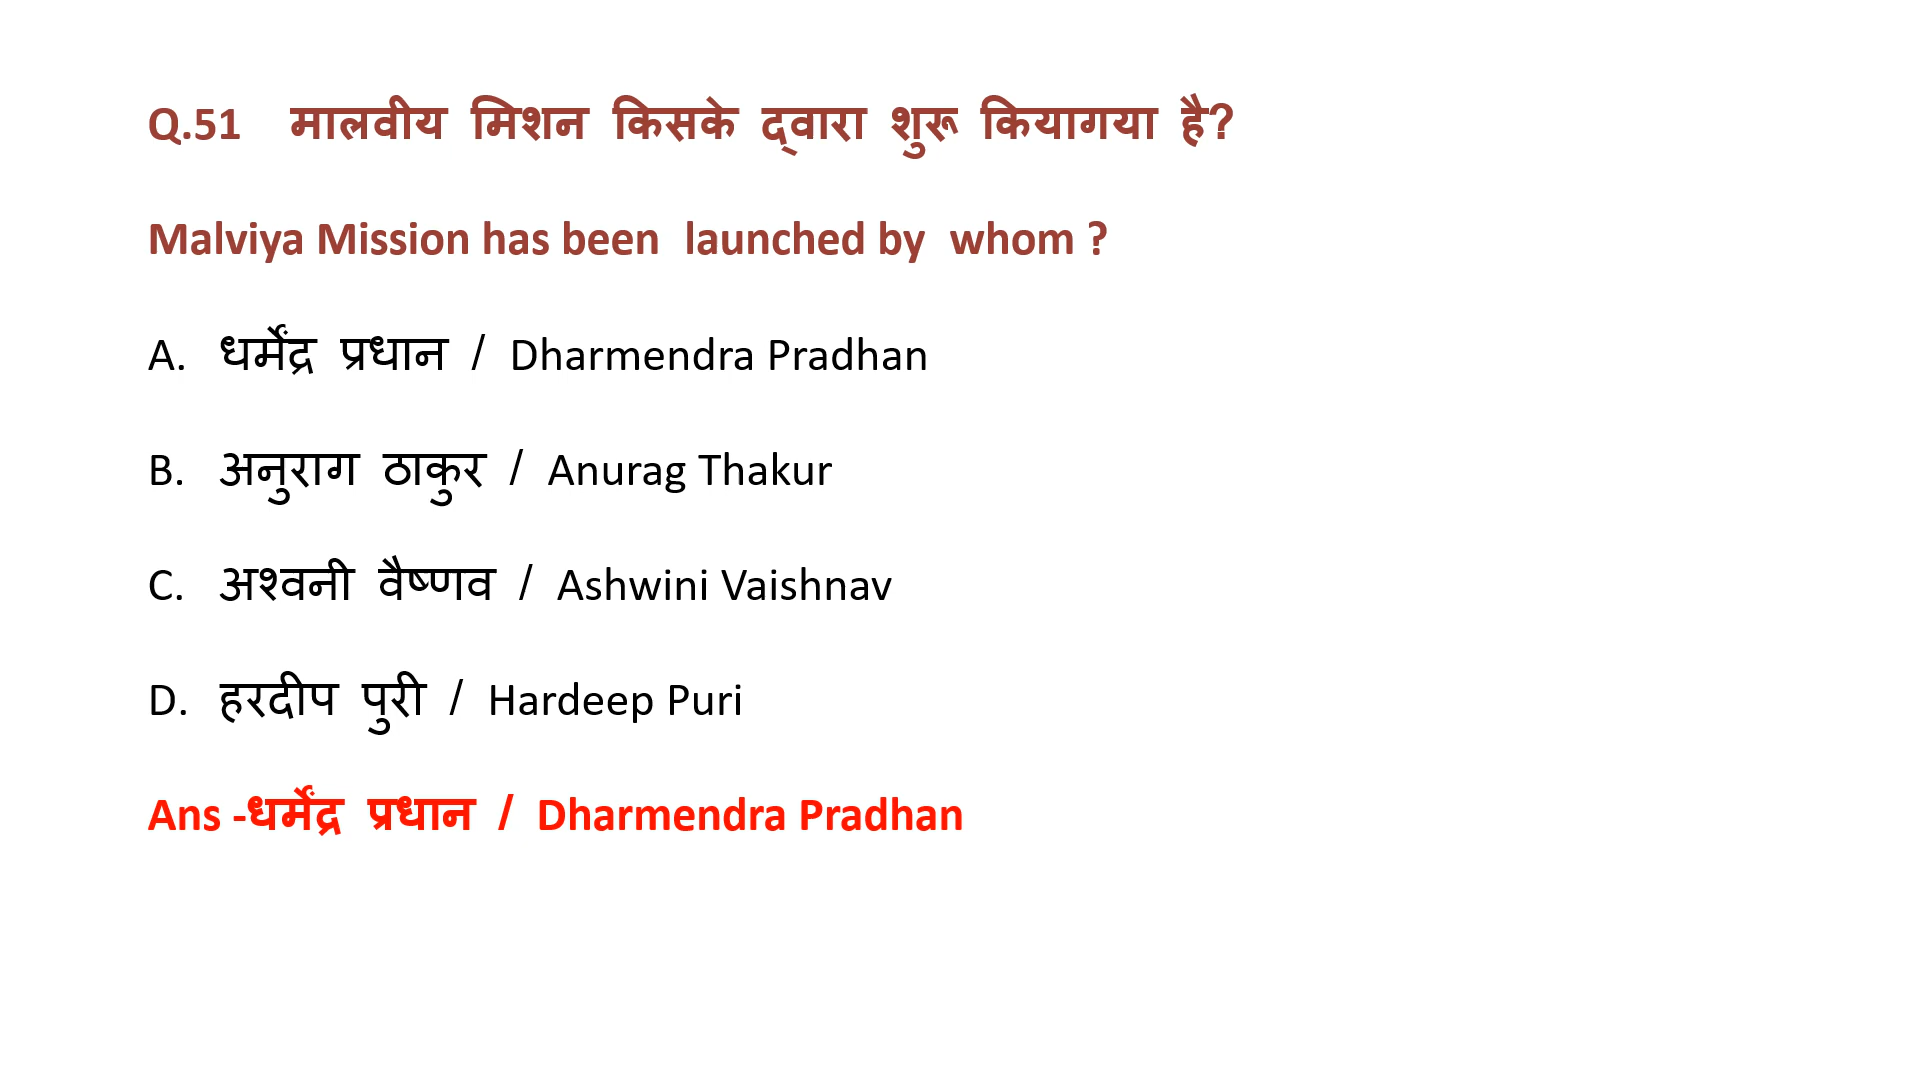 Q.51 मालवीय मिशन किसके द्वारा शुरू कियागया है?
Malviya Mission has been launched by whom ?
A. धर्मेंद्र प्रधान / Dharmendra Pradhan
B. अनुराग ठाकुर / Anurag Thakur
C. अश्वनी वैष्णव / Ashwini Vaishnav
D. हरदीप पुरी / Hardeep Puri
Ans -धर्मेंद्र प्रधान / Dharmendra Pradhan